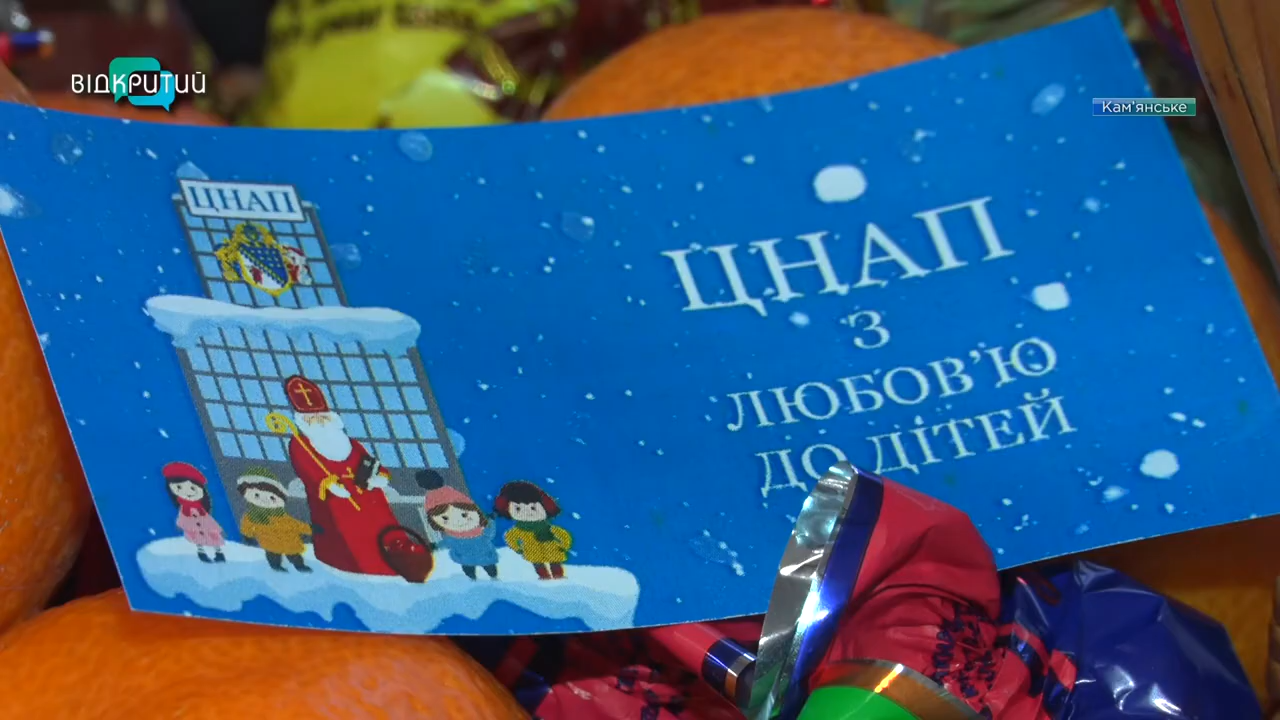 ВІДКРИТИЙ
Кам'янське
ЦНАП
ЦНАП
З
ЛЮБОВ'Ю
ДО ДІТЕЙ